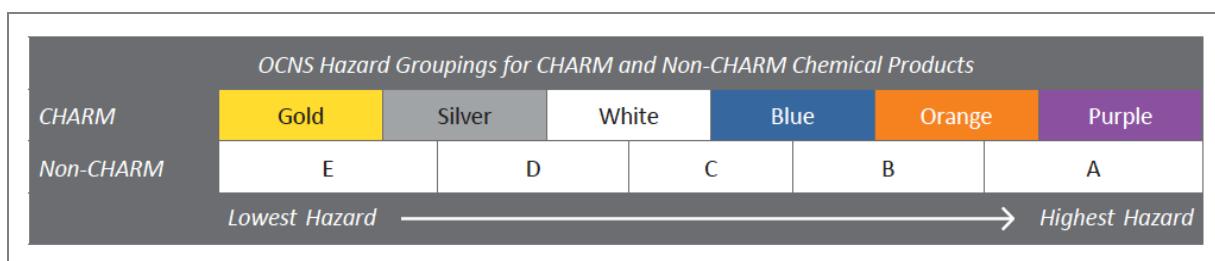 OCNS Hazard Groupings for CHARM and Non-CHARM Chemical Products
CHARM Gold Silver White Blue Orange Purple
Non-CHARM E D C B A
Lowest Hazard Highest Hazard